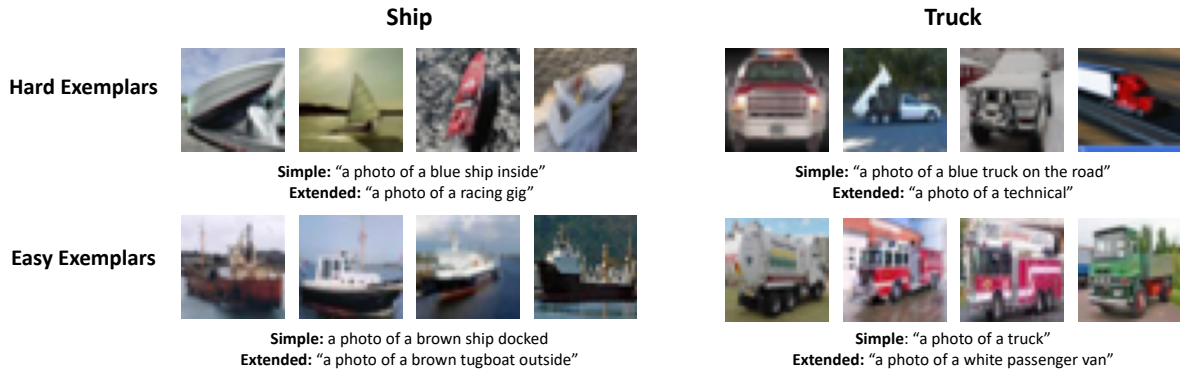 Ship
Truck
Hard Exemplars
Simple: “a photo of a blue ship inside”
Extended: “a photo of a racing gig”
Simple: “a photo of a blue truck on the road”
Extended: “a photo of a technical”
Easy Exemplars
Simple: a photo of a brown ship docked
Extended: “a photo of a brown tugboat outside”
Simple: “a photo of a truck”
Extended: “a photo of a white passenger van”